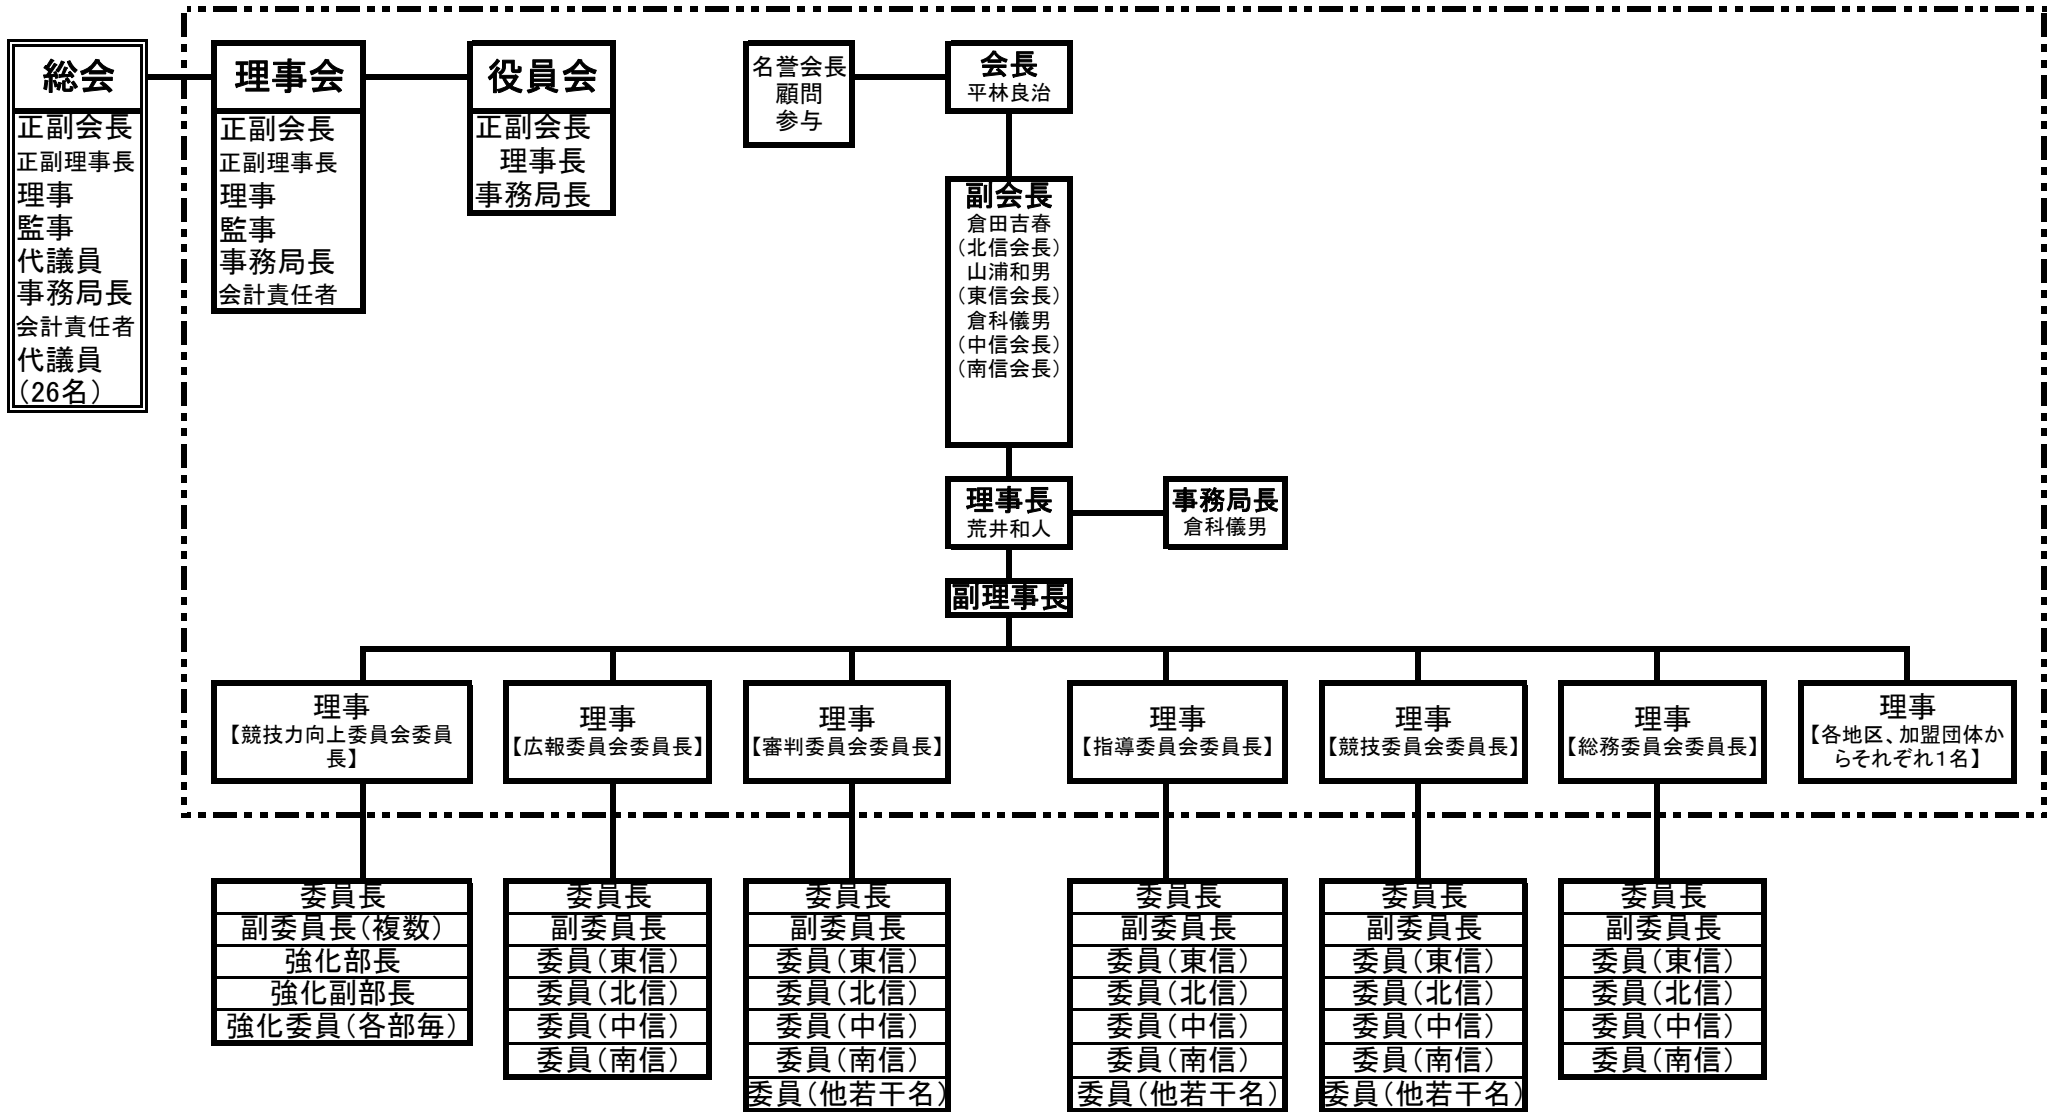 総会
正副会長
正副理事長
理事
監事
代議員
事務局長
会計責任者
代議員
(26名)
理事会
正副会長
正副理事長
理事
監事
事務局長
会計責任者
役員会
正副会長
理事長
事務局長
名誉会長
顧問
参与
会長
平林良治
副会長
倉田吉春
(北信会長)
山浦和男
(東信会長)
倉科儀男
(中信会長)
(南信会長)
理事長
荒井和人
事務局長
倉科儀男
副理事長
理事
【競技力向上委員会委員
長】
理事
【広報委員会委員長】
理事
【審判委員会委員長】
理事
【指導委員会委員長】
理事
【競技委員会委員長】
理事
【総務委員会委員長】
理事
【各地区、加盟団体か
らそれぞれ1名】
委員長
副委員長(複数)
強化部長
強化副部長
強化委員(各部毎)
委員長
副委員長
委員(東信)
委員(北信)
委員(中信)
委員(南信)
委員長
副委員長
委員(東信)
委員(北信)
委員(中信)
委員(南信)
委員(他若干名)
委員長
副委員長
委員(東信)
委員(北信)
委員(中信)
委員(南信)
委員(他若干名)
委員長
副委員長
委員(東信)
委員(北信)
委員(中信)
委員(南信)
委員(他若干名)
委員長
副委員長
委員(東信)
委員(北信)
委員(中信)
委員(南信)